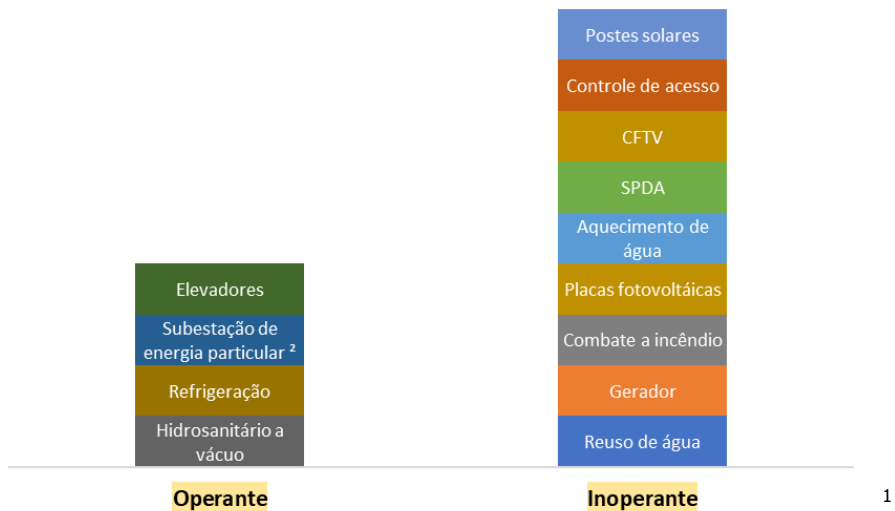 Postes solares
Controle de acesso
CFTV
SPDA
Aquecimento de
água
Elevadores
Placas fotovoltáicas
Subestação de
energia particular ²
Combate a incêndio
Refrigeração
Gerador
Hidrosanitário a
vácuo
Reuso de água
Operante
Inoperante
1